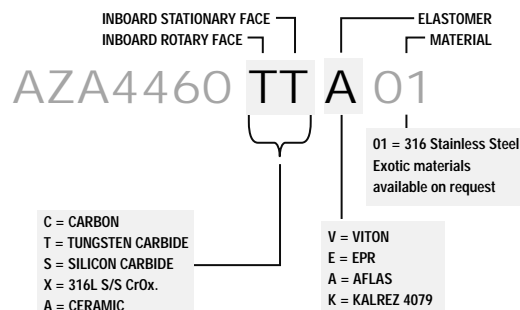 INBOARD STATIONARY FACE
INBOARD ROTARY FACE
ELASTOMER
MATERIAL
AZA4460 TT A 01
01 = 316 Stainless Steel
Exotic materials
available on request
C = CARBON
T = TUNGSTEN CARBIDE
S = SILICON CARBIDE
X = 316L S/S CrOx.
A = CERAMIC
V = VITON
E = EPR
A = AFLAS
K = KALREZ 4079